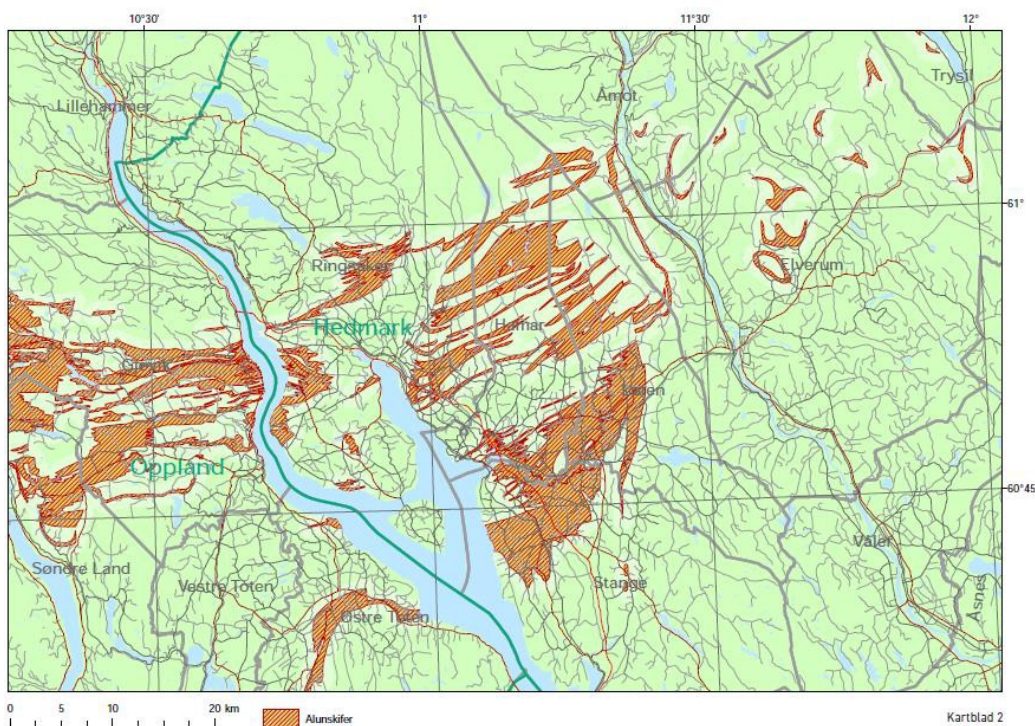 10°30'
11°
11°30'
12°
Lillehammer
Åmot
Trysil
61°
Ringsaker
Elverum
Hedmark
Hamar
Gjøvik
Løten
Oppland
60°45'
Våler
Søndre Land
Vestre Toten
Stange
Åsnes
Østre Toten
0 5 10 20 km
Alunskifer
Kartblad 2